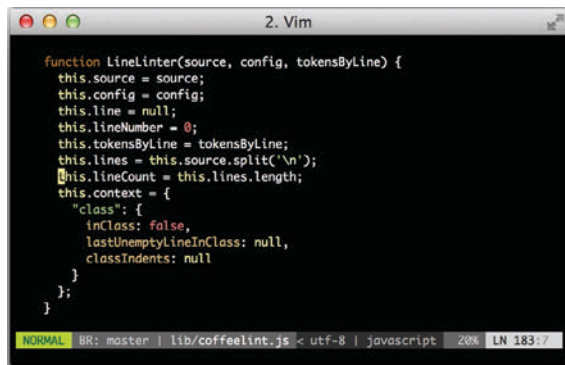 2. Vim
function LineLinter(source, config, tokensByLine) {
this.source = source;
this.config = config;
this.line = null;
this.lineNumber = 0;
this.tokensByLine = tokensByLine;
this.lines = this.source.split('\n');
this.lineCount = this.lines.length;
this.context = {
"class": {
inClass: false,
lastUnemptyLineInClass: null,
classIndents: null
}
};
}
NORMAL BR: master | lib/coffeelint.js < utf-8 | javascript 20% LN 183:7